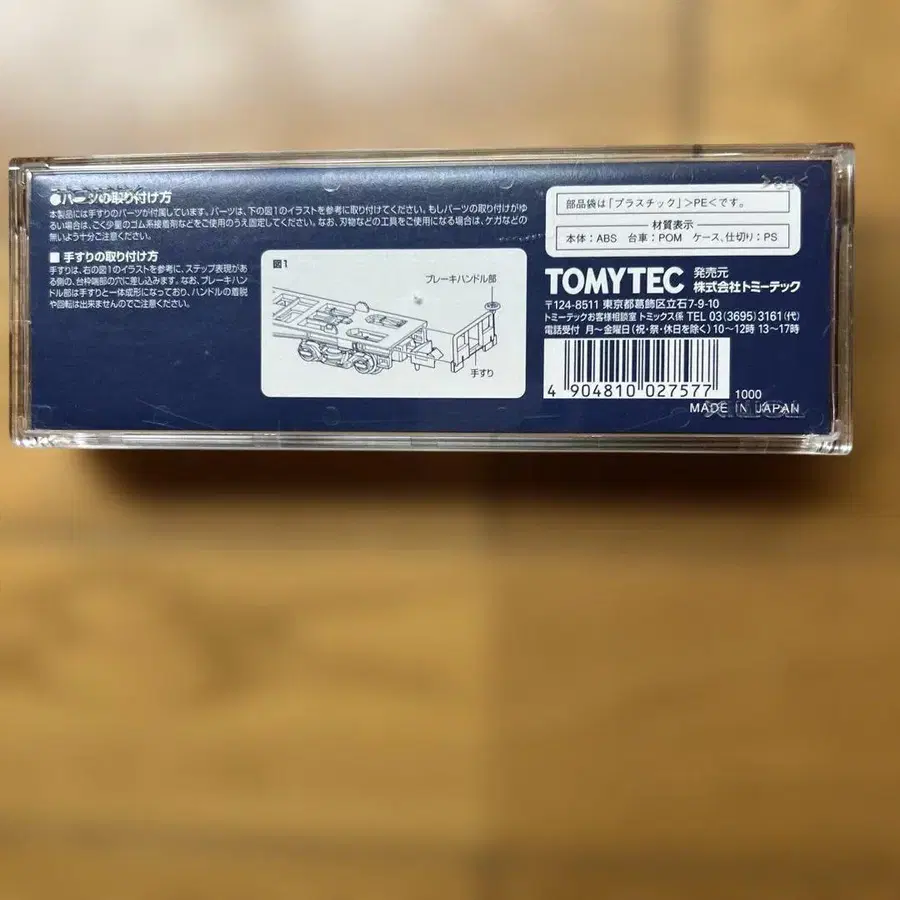 ●パーツの取り付け方
本製品には手すりのパーツが付属しています。パーツは、下の図1のイラストを参考に取り付けてください。もしパーツの取り付けがゆ
るい場合は、ごく少量のゴム系接着剤などをご使用のうえ固定してください。なお、刃物などの工具をご使用になる場合は、ケガなどの
無いよう十分ご注意ください。
■ 手すりの取り付け方
手すりは、右の図1のイラストを参考に、ステップ表現があ
る側の、台枠端部の穴に差し込みます。なお、ブレーキハン
ドル部は手すりと一体成形になっており、ハンドルの着脱
や回転は出来ませんのでご注意ください。
図1
ブレーキハンドル部
手すり
部品袋は「プラスチック」>PE<です。
材質表示
本体:ABS 台車:POM ケース、仕切り:PS
TOMYTEC 発売元 株式会社トミーテック
〒124-8511 東京都葛飾区立石7-9-10
トミーテックお客様相談室 トミックス係 TEL 03(3695)3161(代)
電話受付 月~金曜日(祝・祭・休日を除く)10~12時 13~17時
4 904810 027577
1000
MADE IN JAPAN